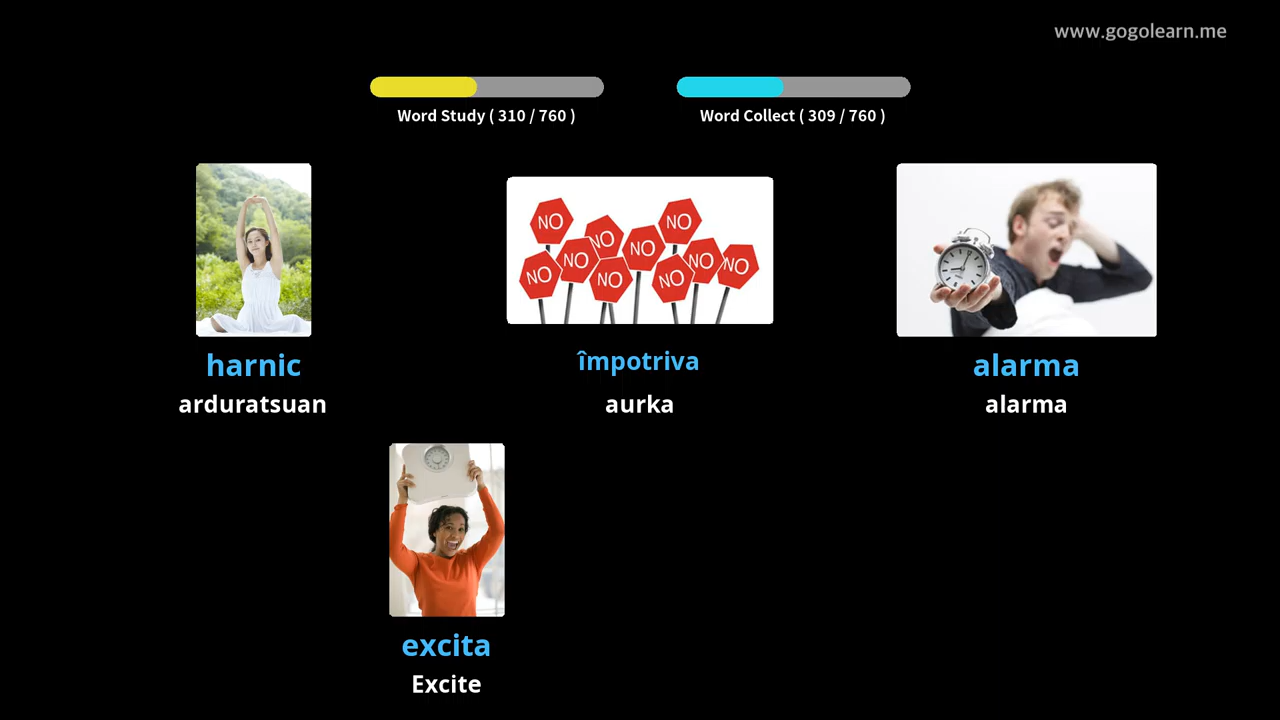 www.gogolearn.me
Word Study ( 310 / 760 )
Word Collect ( 309 / 760 )
NO
NO
NO
NO
NO
NO
NO
NO
NO
NO
harnic
arduratsuan
împotriva
aurka
alarma
alarma
excita
Excite